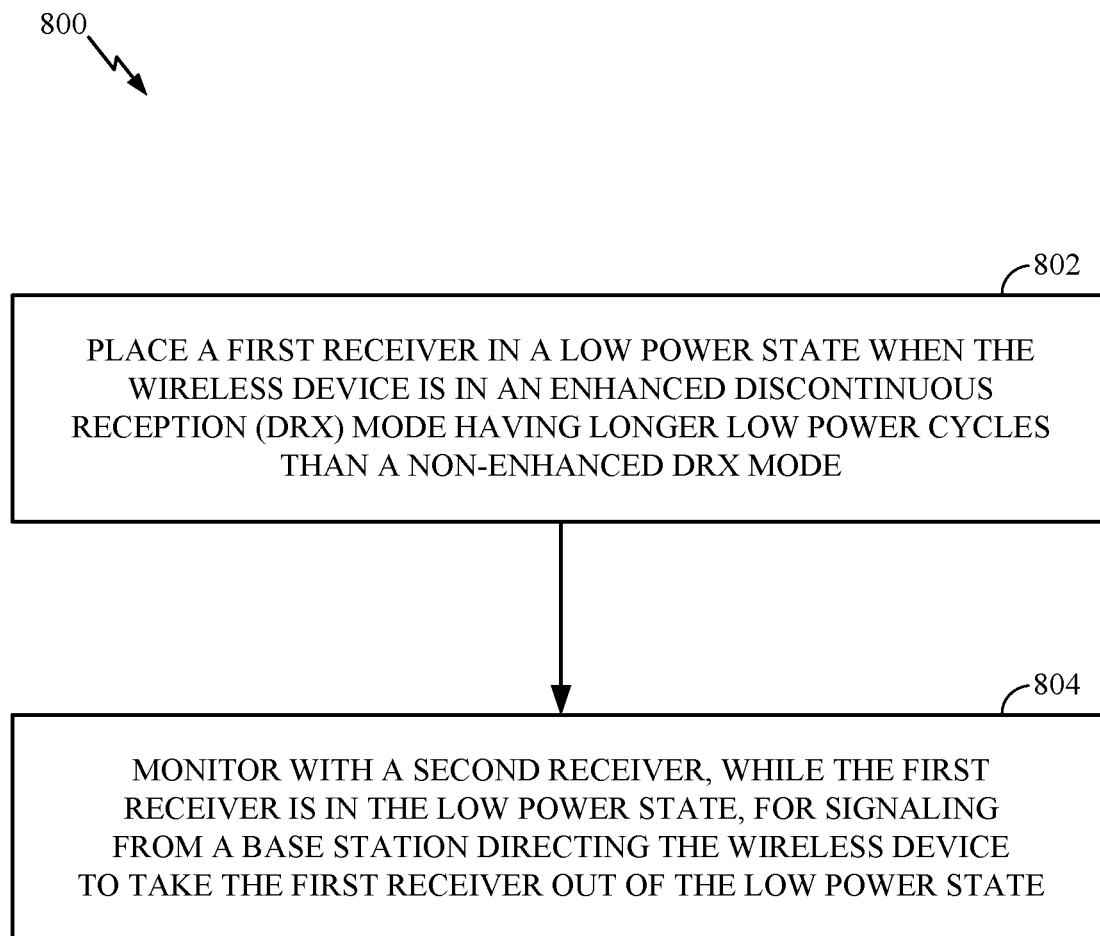 800
802
PLACE A FIRST RECEIVER IN A LOW POWER STATE WHEN THE
WIRELESS DEVICE IS IN AN ENHANCED DISCONTINUOUS
RECEPTION (DRX) MODE HAVING LONGER LOW POWER CYCLES
THAN A NON-ENHANCED DRX MODE
804
MONITOR WITH A SECOND RECEIVER, WHILE THE FIRST
RECEIVER IS IN THE LOW POWER STATE, FOR SIGNALING
FROM A BASE STATION DIRECTING THE WIRELESS DEVICE
TO TAKE THE FIRST RECEIVER OUT OF THE LOW POWER STATE